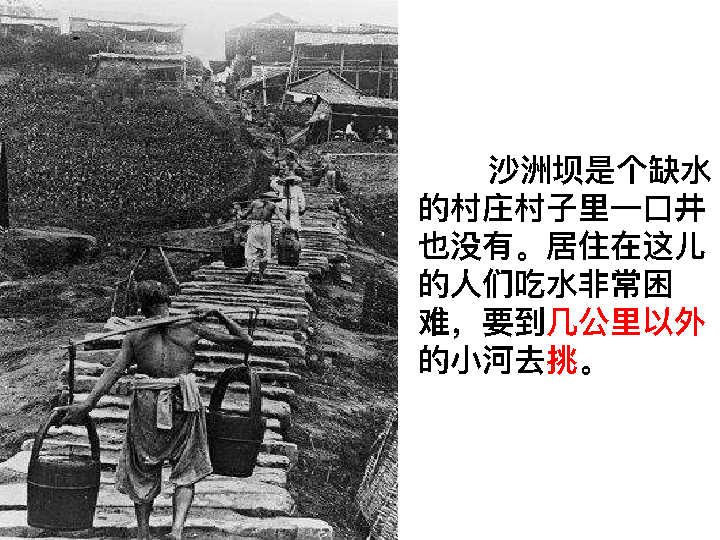 沙洲坝是个缺水
的村庄村子里一口井
也没有。居住在这儿
的人们吃水非常困
难，要到几公里以外
的小河去挑。